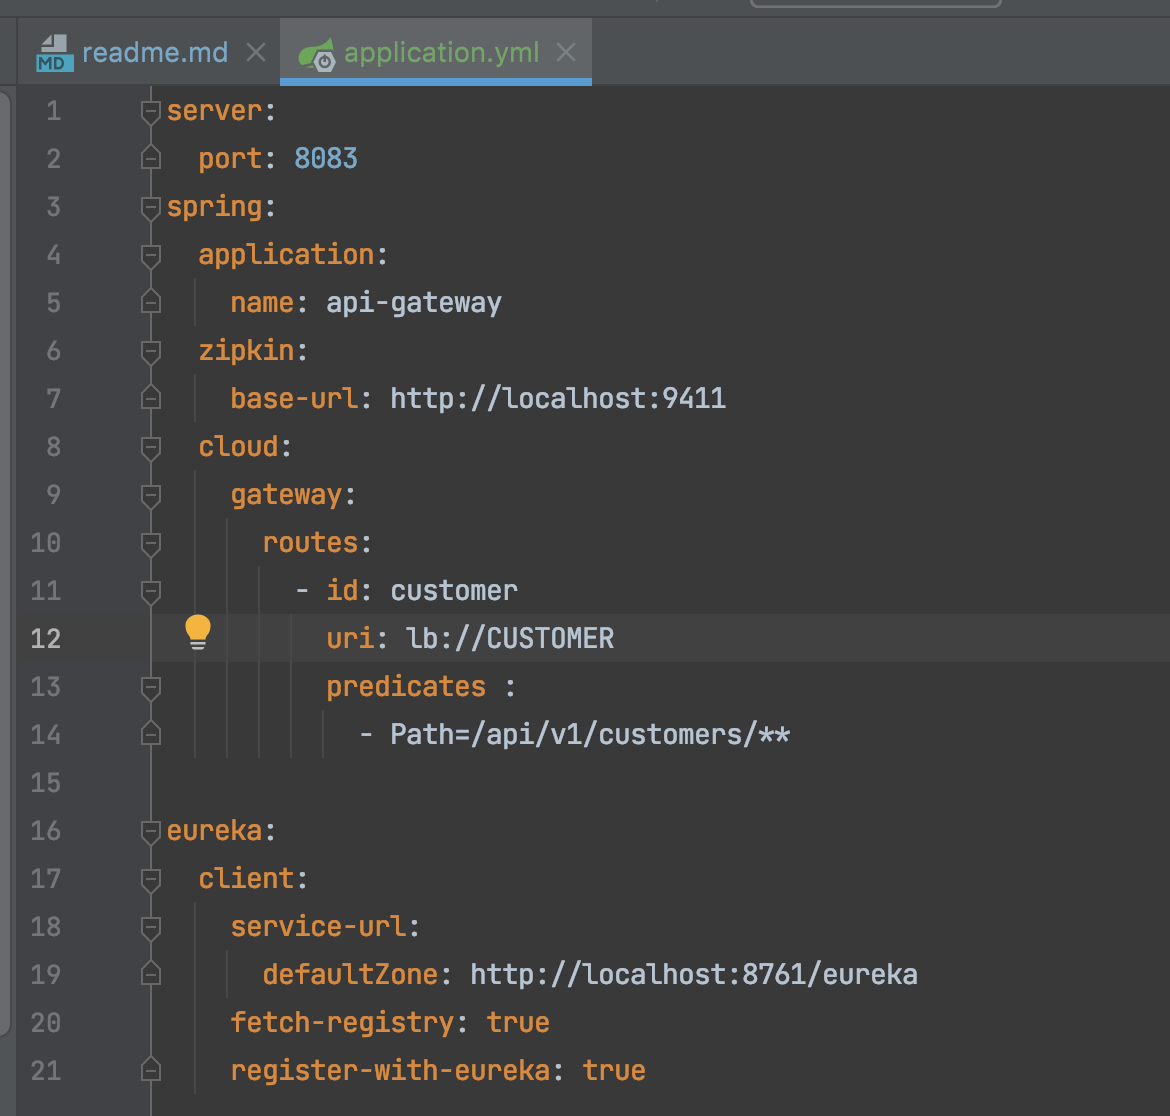 MD readme.md application.yml
1 server:
2 port: 8083
3 spring:
4 application:
5 name: api-gateway
6 zipkin:
7 base-url: http://localhost:9411
8 cloud:
9 gateway:
10 routes:
11 - id: customer
12 uri: lb://CUSTOMER
13 predicates :
14 - Path=/api/v1/customers/**
15
16 eureka:
17 client:
18 service-url:
19 defaultZone: http://localhost:8761/eureka
20 fetch-registry: true
21 register-with-eureka: true